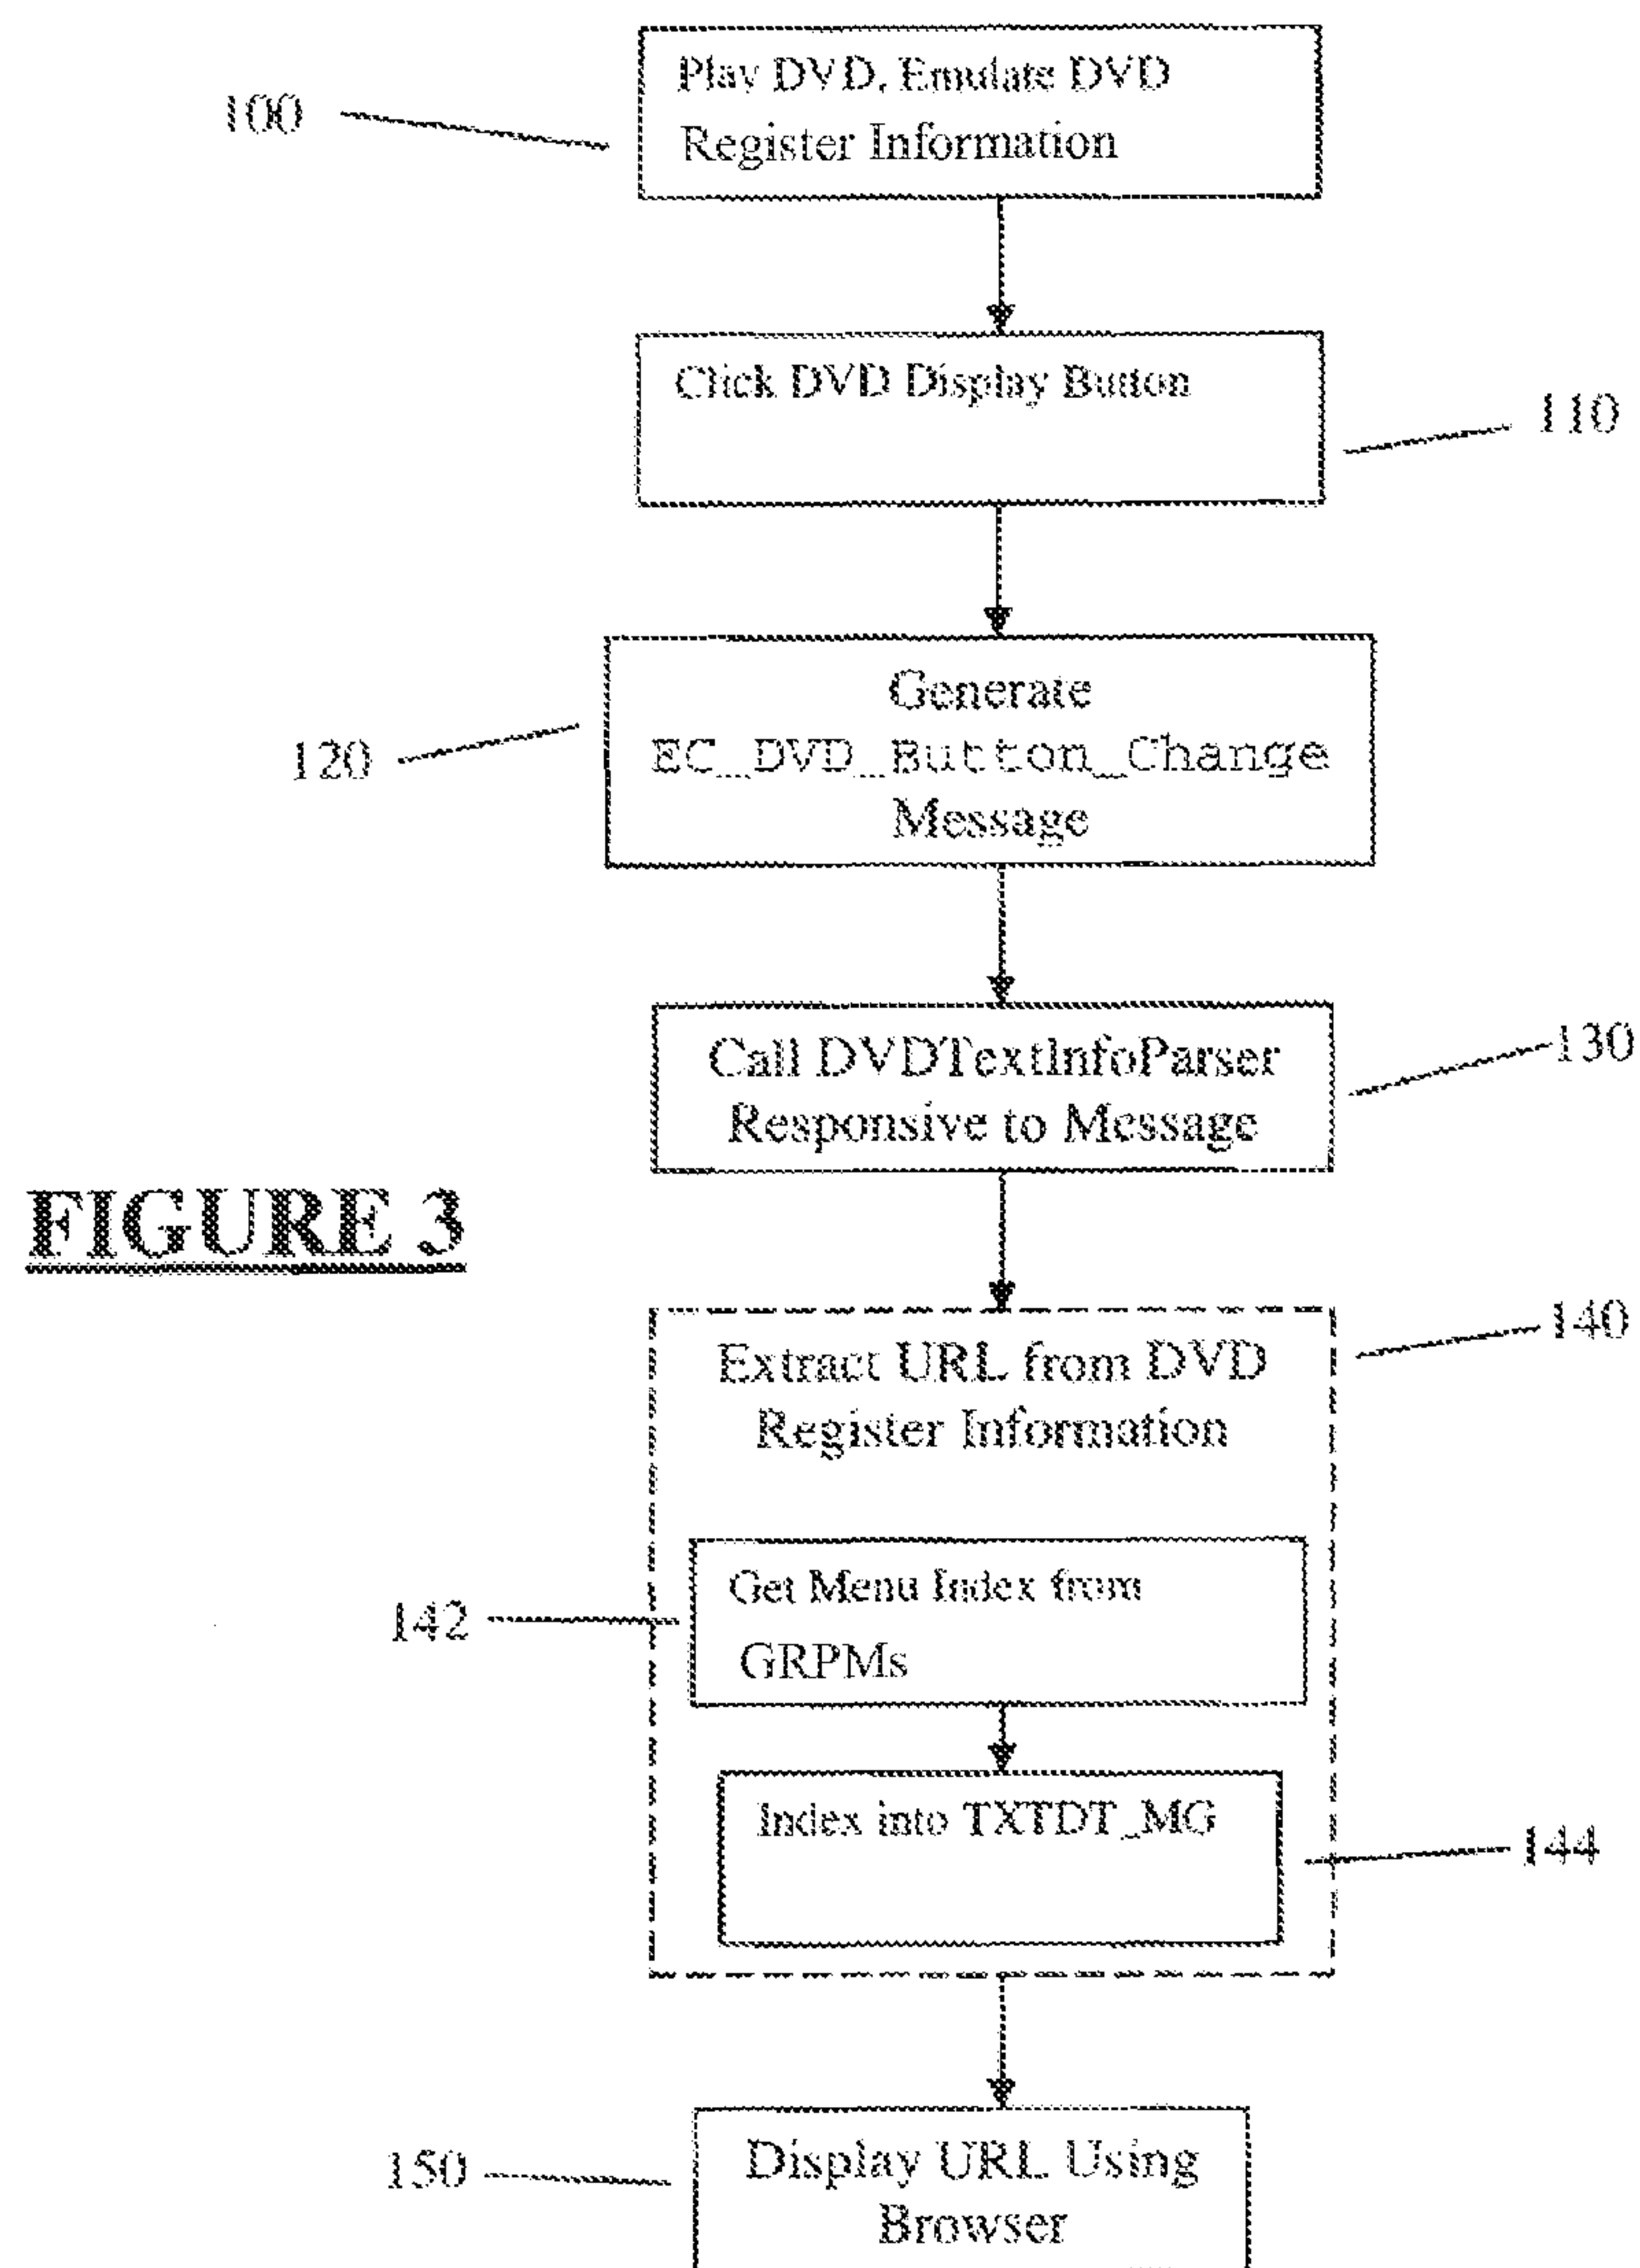 Play DVD, Emulate DVD
Register Information
100
Click DVD Display Button
110
Generate
EC_DVD_Button_Change
Message
120
Call DVDTextInfoParser
Responsive to Message
130
FIGURE 3
Extract URL from DVD
Register Information
140
Get Menu Index from
GRPMs
142
Index into TXTDT_MG
144
Display URL Using
Browser
150